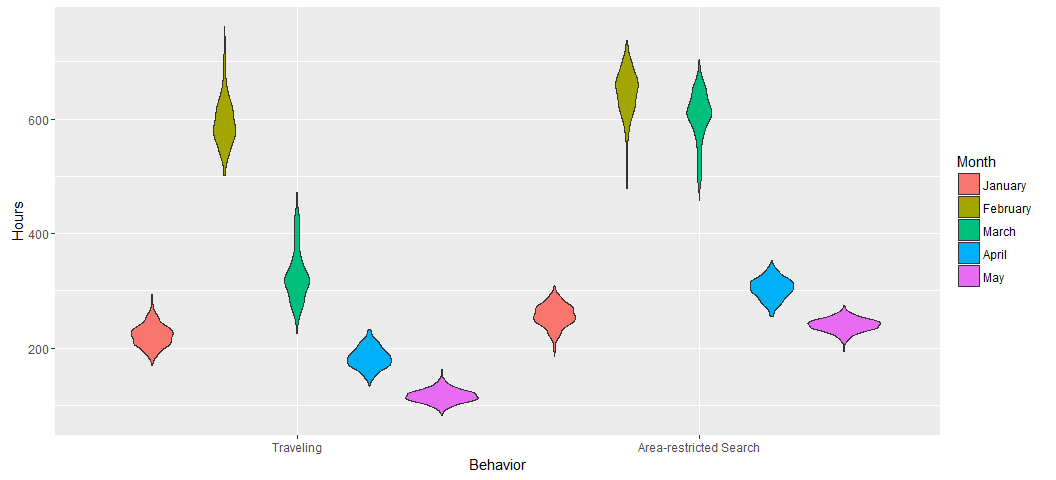 Hours
600
400
200
Traveling
Area-restricted Search
Behavior
Month
January
February
March
April
May